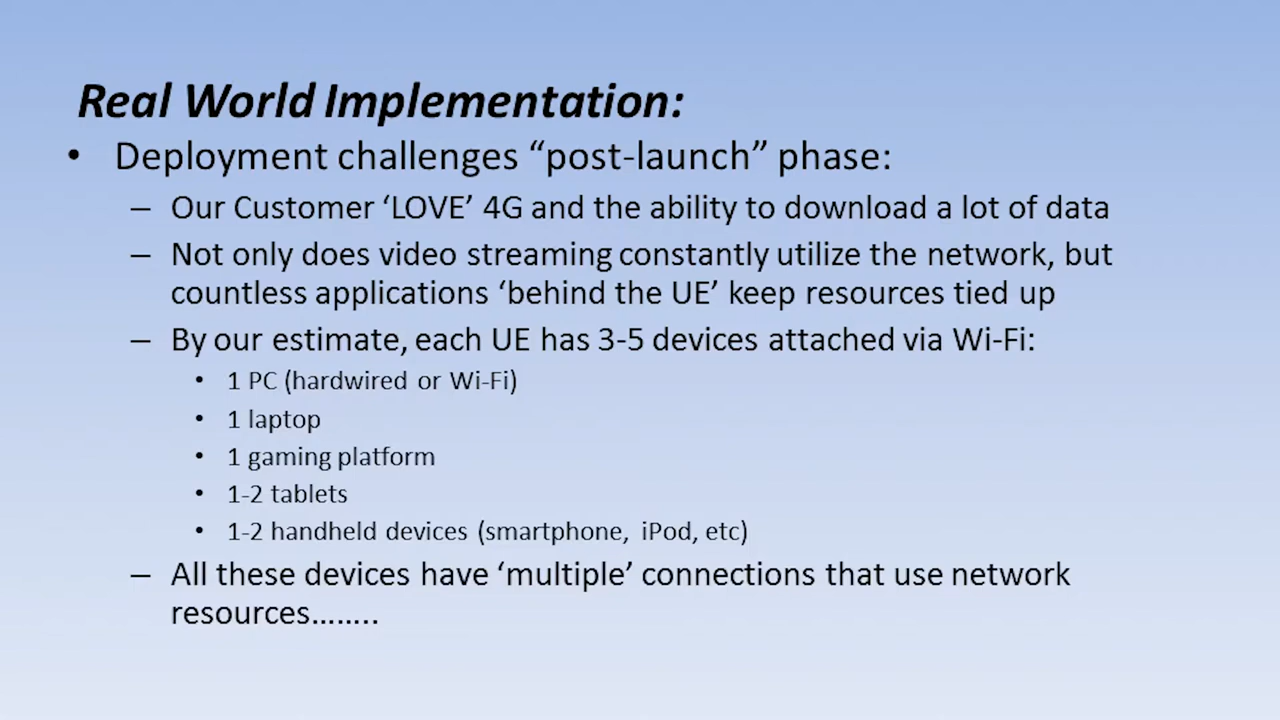 Real World Implementation:
• Deployment challenges “post-launch” phase:
– Our Customer ‘LOVE’ 4G and the ability to download a lot of data
– Not only does video streaming constantly utilize the network, but
countless applications ‘behind the UE’ keep resources tied up
– By our estimate, each UE has 3-5 devices attached via Wi-Fi:
• 1 PC (hardwired or Wi-Fi)
• 1 laptop
• 1 gaming platform
• 1-2 tablets
• 1-2 handheld devices (smartphone, iPod, etc)
– All these devices have ‘multiple’ connections that use network
resources……..